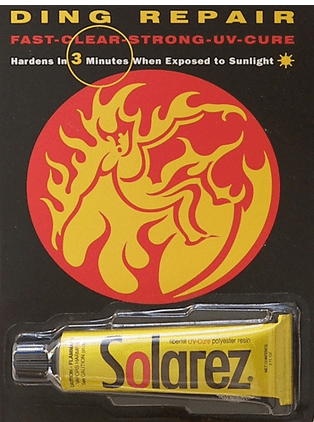 DING REPAIR
FAST-CLEAR-STRONG-UV-CURE
Hardens In 3 Minutes When Exposed to Sunlight
UV-cure polyester resin
Solarez